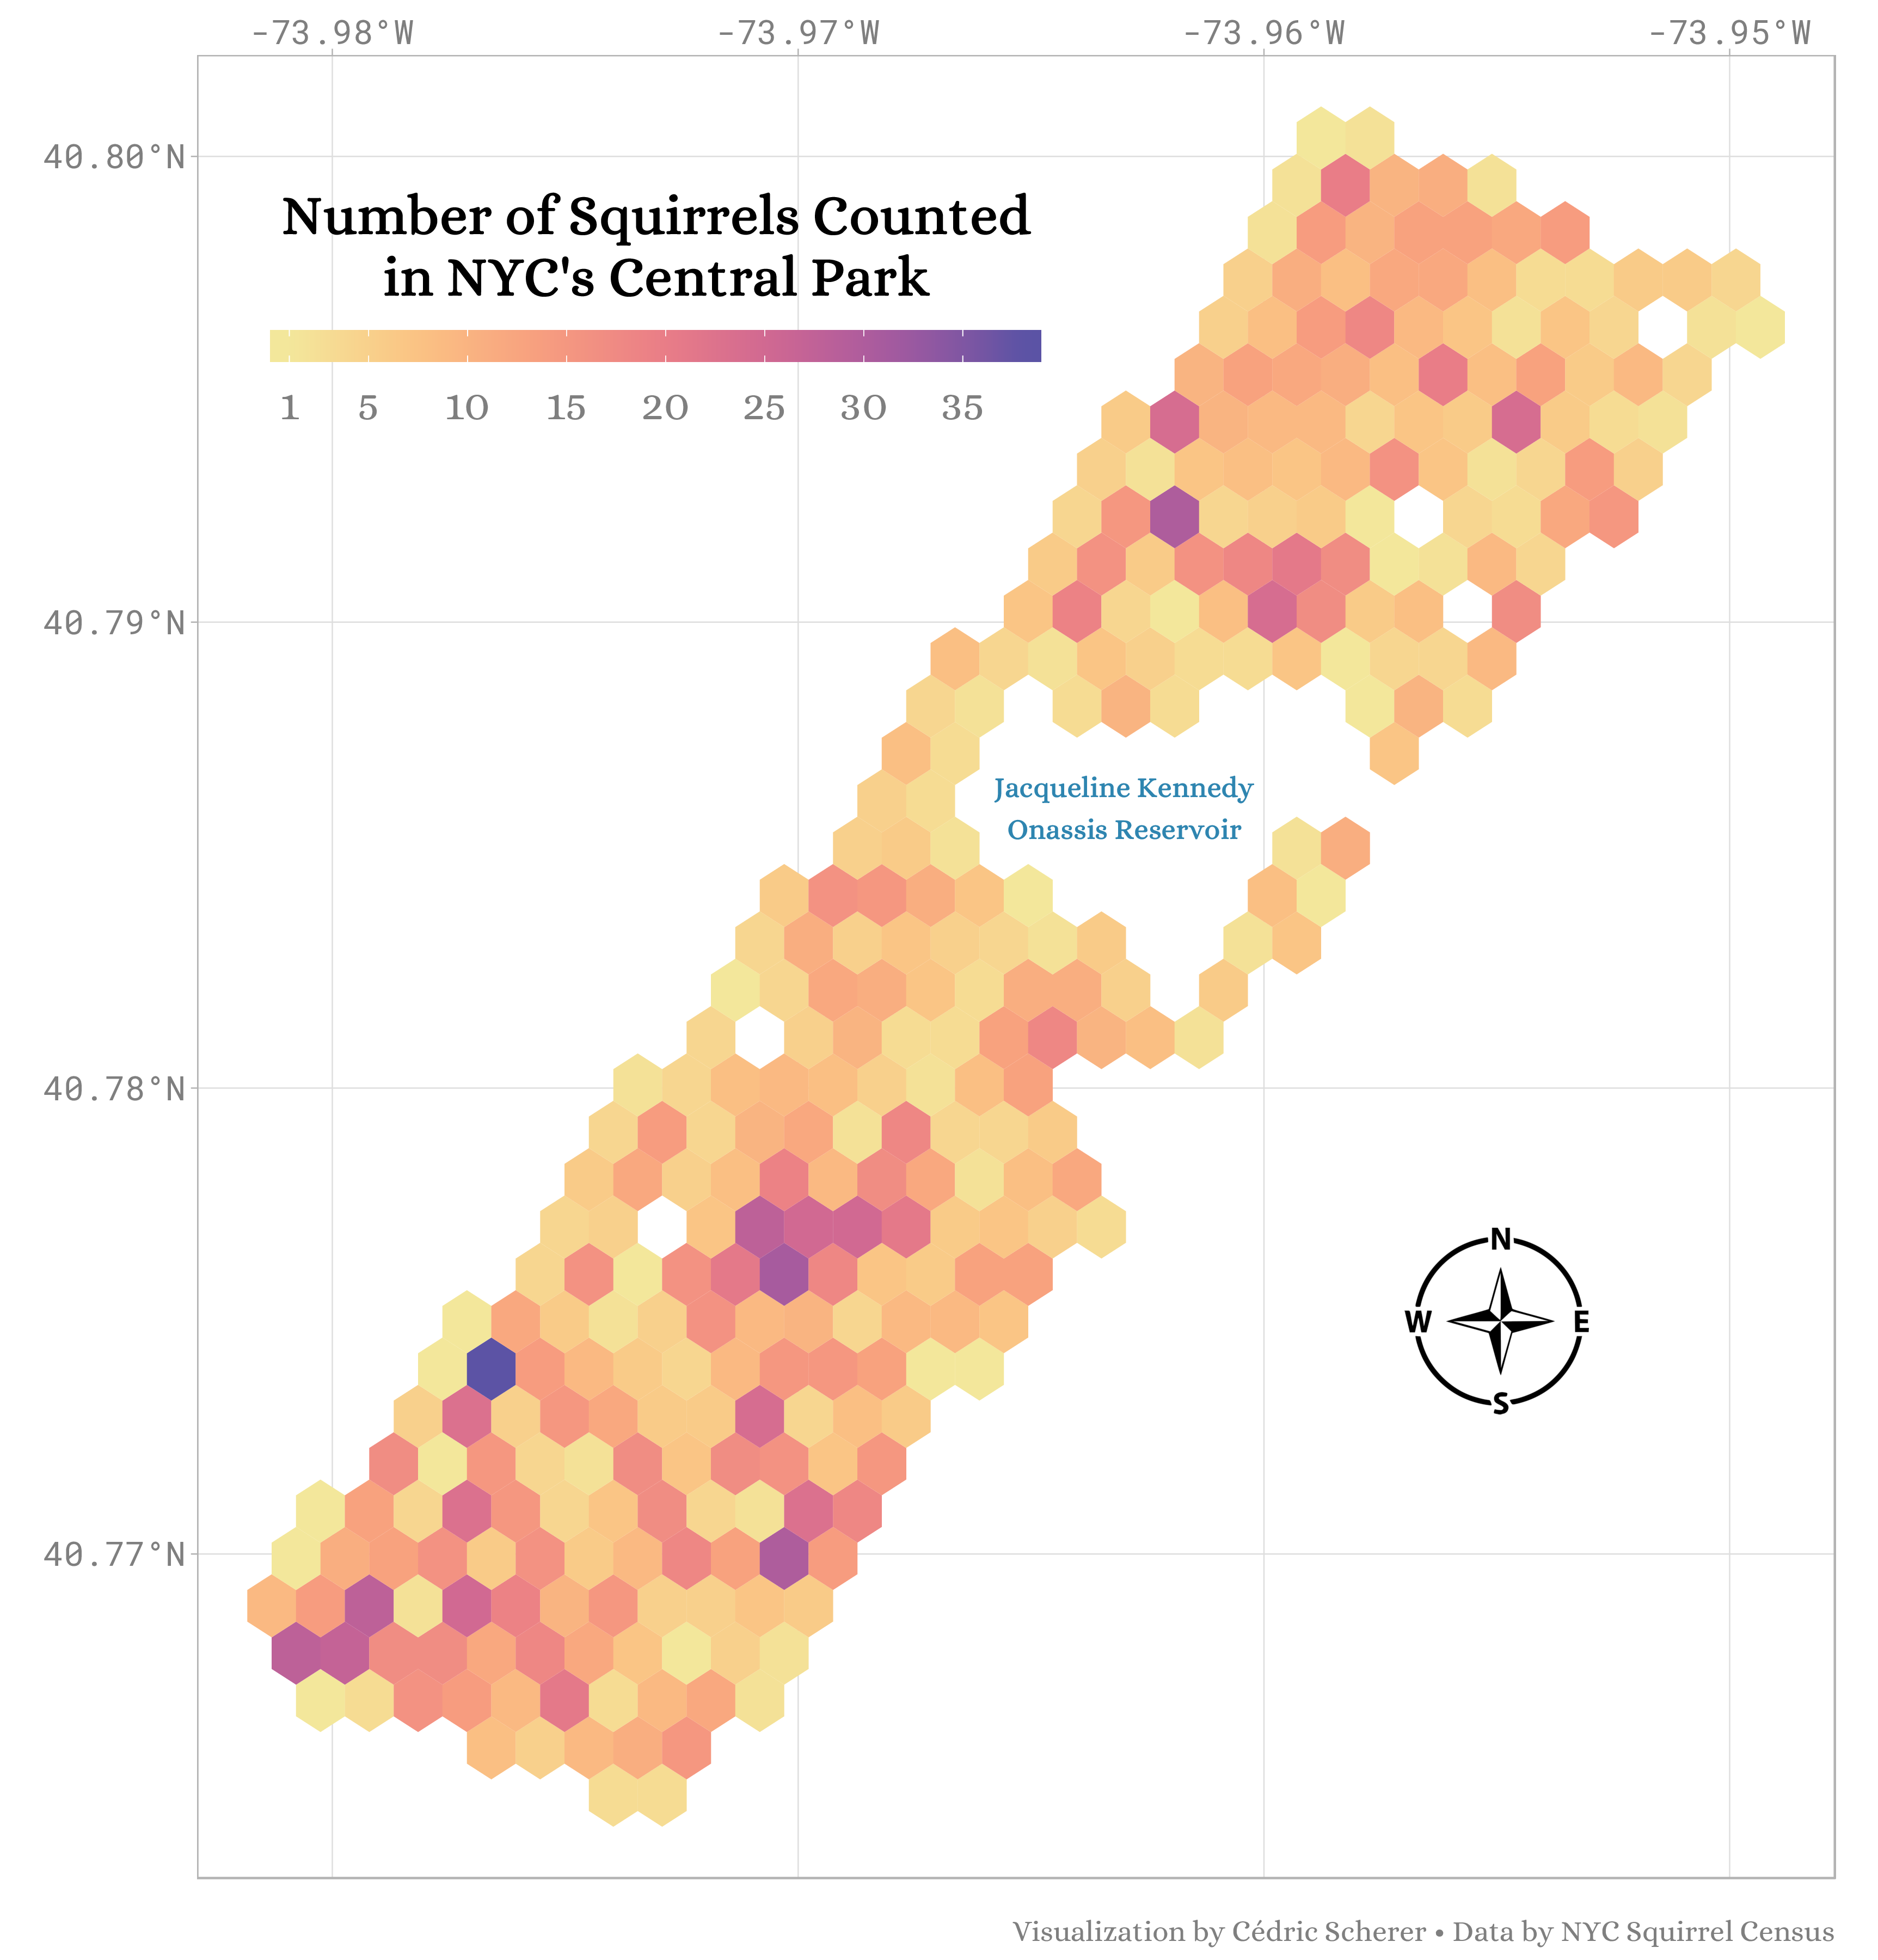 -73.98°W -73.97°W -73.96°W -73.95°W
40.80°N
Number of Squirrels Counted
in NYC's Central Park
1 5 10 15 20 25 30 35
40.79°N
Jacqueline Kennedy
Onassis Reservoir
40.78°N
N
W E
S
40.77°N
Visualization by Cédric Scherer • Data by NYC Squirrel Census